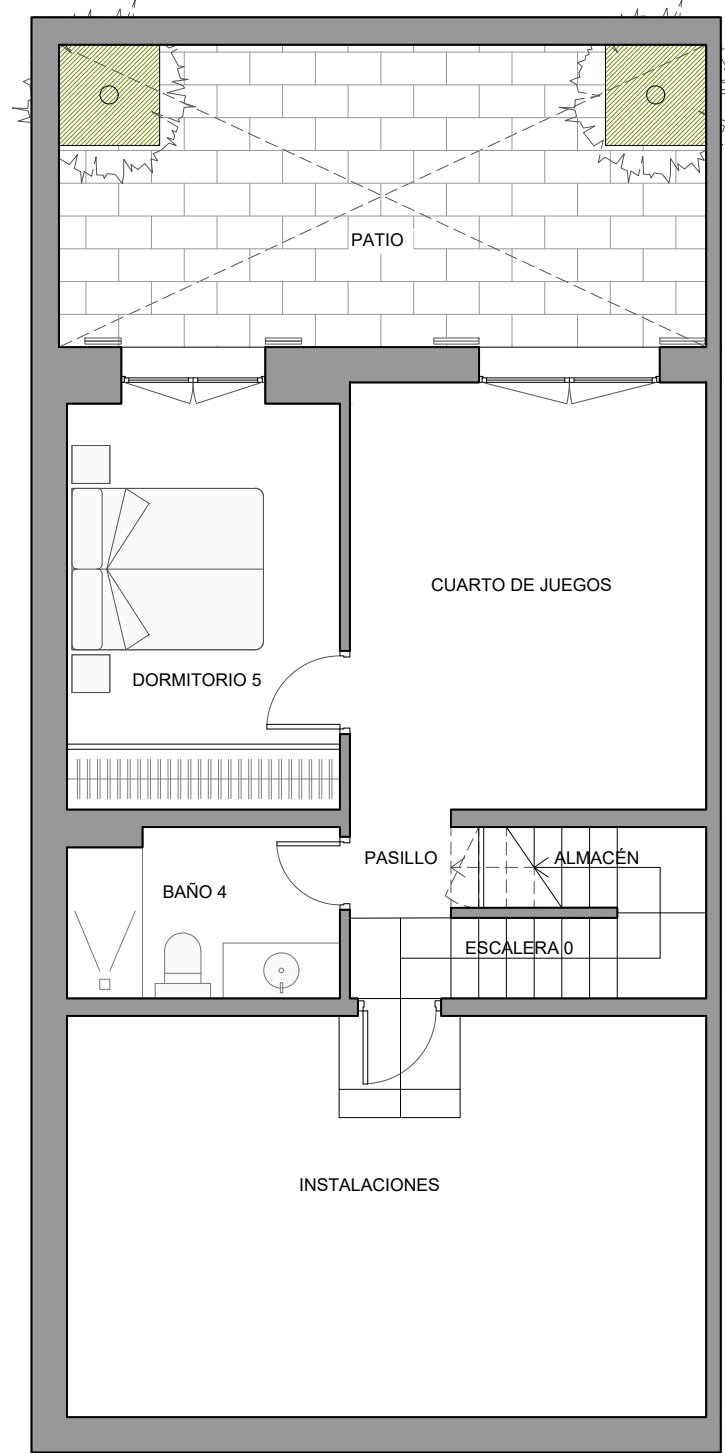 PATIO
CUARTO DE JUEGOS
DORMITORIO 5
PASILLO
ALMACÉN
BAÑO 4
ESCALERA 0
INSTALACIONES